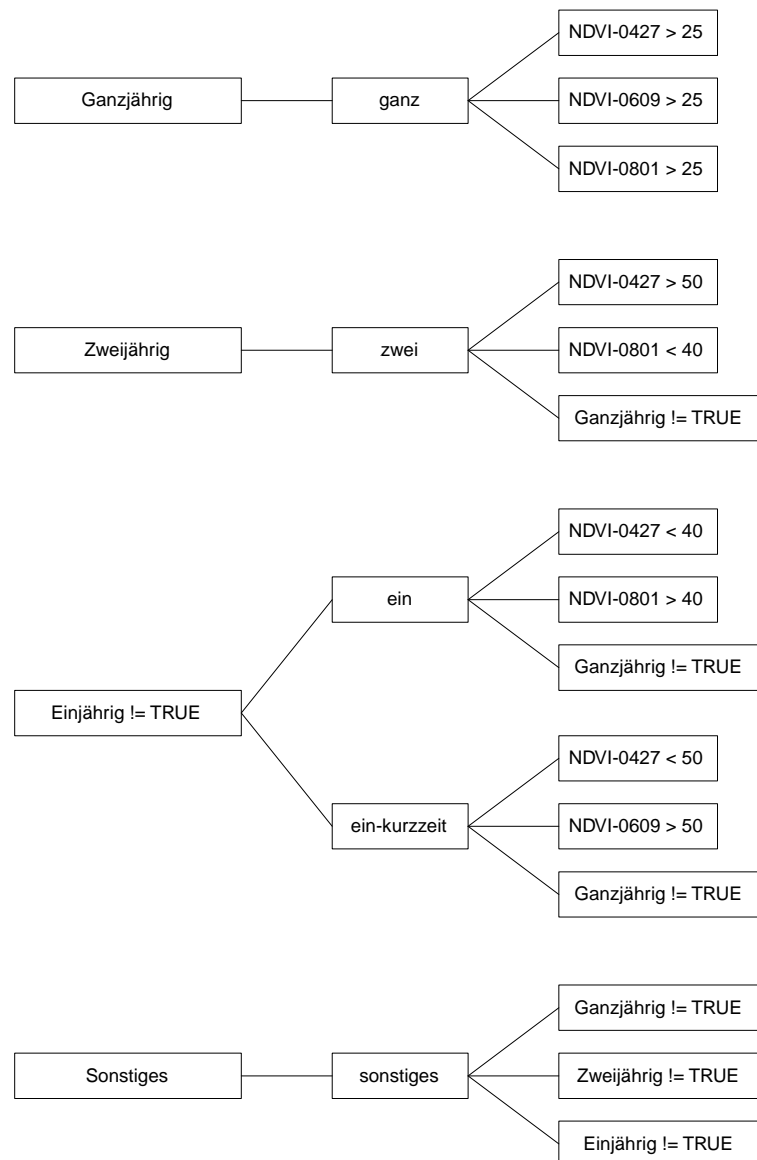 NDVI-0427 > 25
Ganzjährig
ganz
NDVI-0609 > 25
NDVI-0801 > 25
NDVI-0427 > 50
Zweijährig
zwei
NDVI-0801 < 40
Ganzjährig != TRUE
NDVI-0427 < 40
ein
NDVI-0801 > 40
Ganzjährig != TRUE
Einjährig != TRUE
NDVI-0427 < 50
ein-kurzzeit
NDVI-0609 > 50
Ganzjährig != TRUE
Ganzjährig != TRUE
Sonstiges
sonstiges
Zweijährig != TRUE
Einjährig != TRUE